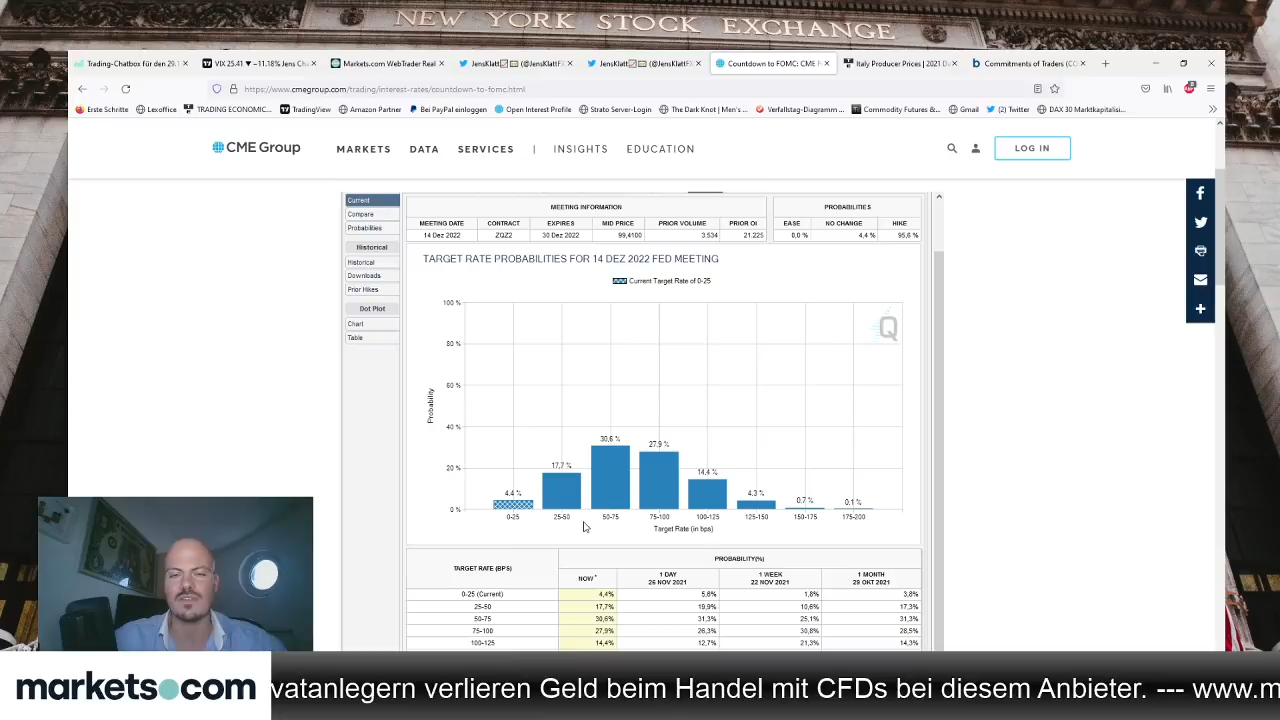 NEW YORK STOCK EXCHANGE
Trading-Chatbox für den 29.1
VIX 25.41 ▼ −11.18% Jens Cha
Markets.com WebTrader Real
JensKlatt
(@JensKlattFX
JensKlatt
(@JensKlattFX)
Countdown to FOMC: CME F
Italy Producer Prices | 2021 D
Commitments of Traders (CO
https://www.cmegroup.com/trading/interest-rates/countdown-to-fomc.html
Erste Schritte
Lexoffice
TRADING ECONOMIC...
TradingView
Amazon Partner
Bei PayPal einloggen
Open Interest Profile
Strato Server-Login
The Dark Knot | Men's ...
Verfallstag-Diagramm ...
Commodity Futures &...
Gmail
(2) Twitter
DAX 30 Marktkapitalisi...
CME Group
MARKETS DATA SERVICES | INSIGHTS EDUCATION
LOG IN
Current
Compare
Probabilities
Historical
Historical
Downloads
Prior Hikes
Dot Plot
Chart
Table
MEETING INFORMATION
MEETING DATE CONTRACT EXPIRES MID PRICE PRIOR VOLUME PRIOR OI
14 Dez 2022 ZQZ2 30 Dez 2022 99,4100 3.534 21.225
PROBABILITIES
EASE NO CHANGE HIKE
0,0 % 4,4 % 95,6 %
TARGET RATE PROBABILITIES FOR 14 DEZ 2022 FED MEETING
Current Target Rate of 0-25
Q
Probability
100 %
80 %
60 %
40 %
20 %
0 %
4.4 %
17,7 %
30,6 %
27,9 %
14.4 %
4.3 %
0.7 %
0.1 %
0-25 25-50 50-75 75-100 100-125 125-150 150-175 175-200
Target Rate (in bps)
TARGET RATE (BPS)
PROBABILITY(%)
NOW *
1 DAY
26 NOV 2021
1 WEEK
22 NOV 2021
1 MONTH
29 OKT 2021
0-25 (Current) 4,4% 5,6% 1,8% 3,8%
25-50 17,7% 19,9% 10,6% 17,3%
50-75 30,6% 31,3% 25,1% 31,3%
75-100 27,9% 26,3% 30,8% 28,5%
100-125 14,4% 12,7% 21,3% 14,3%
markets.com
vatanlegern verlieren Geld beim Handel mit CFDs bei diesem Anbieter. --- www.m